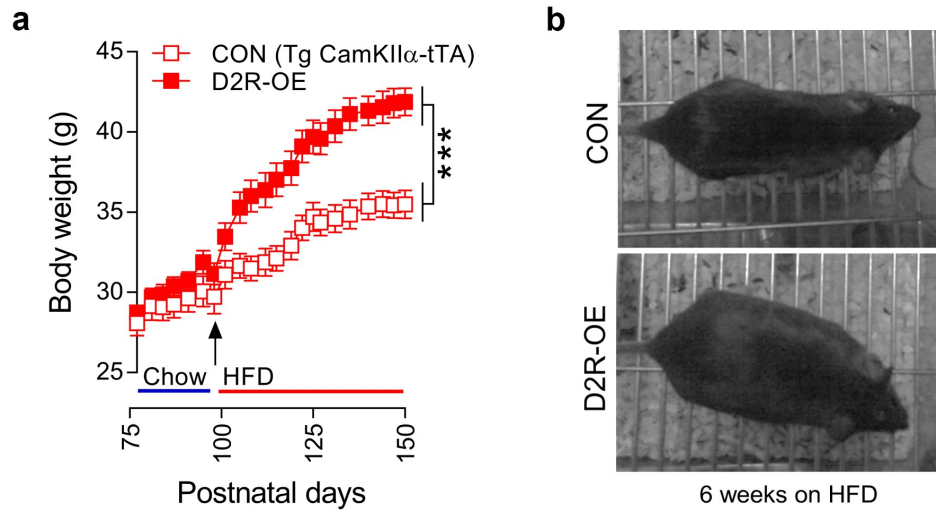 a
CON (Tg CamKIIα-tTA)
D2R-OE
Body weight (g)
45
40
35
30
25
***
Chow
HFD
75
100
125
150
Postnatal days
b
CON
D2R-OE
6 weeks on HFD